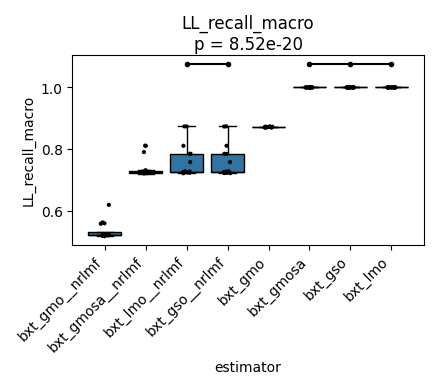 LL_recall_macro
p = 8.52e-20
LL_recall_macro
1.0
0.8
0.6
bxt_gmo__nrlmf
bxt_gmosa__nrlmf
bxt_lmo__nrlmf
bxt_gso__nrlmf
bxt_gmo
bxt_gmosa
bxt_gso
bxt_lmo
estimator